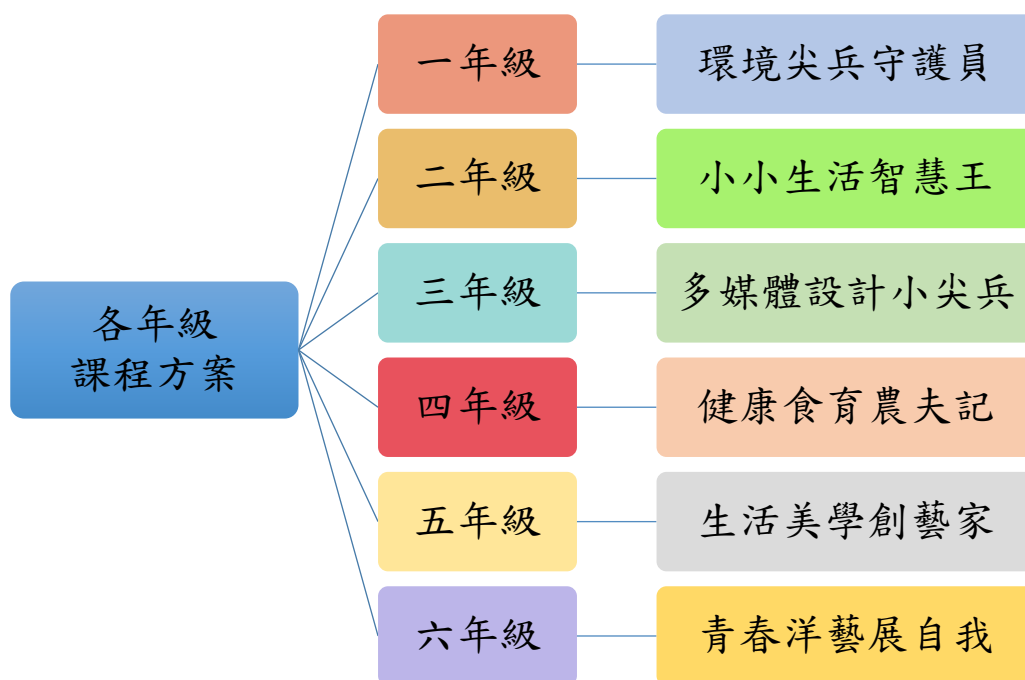 各年級
課程方案
一年級
環境尖兵守護員
二年級
小小生活智慧王
三年級
多媒體設計小尖兵
四年級
健康食育農夫記
五年級
生活美學創藝家
六年級
青春洋藝展自我